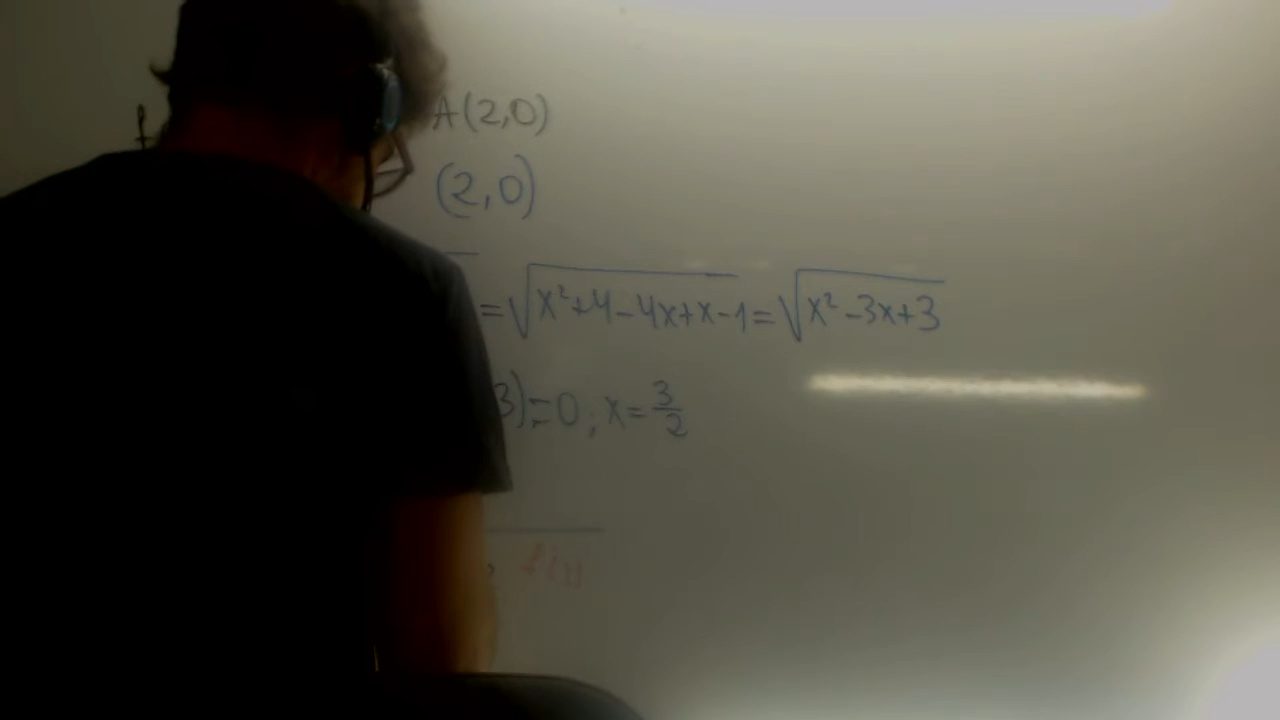 A(2,0)
(2,0)
=√x²+4-4x+x-1=√x²-3x+3
3)=0; x=3/2